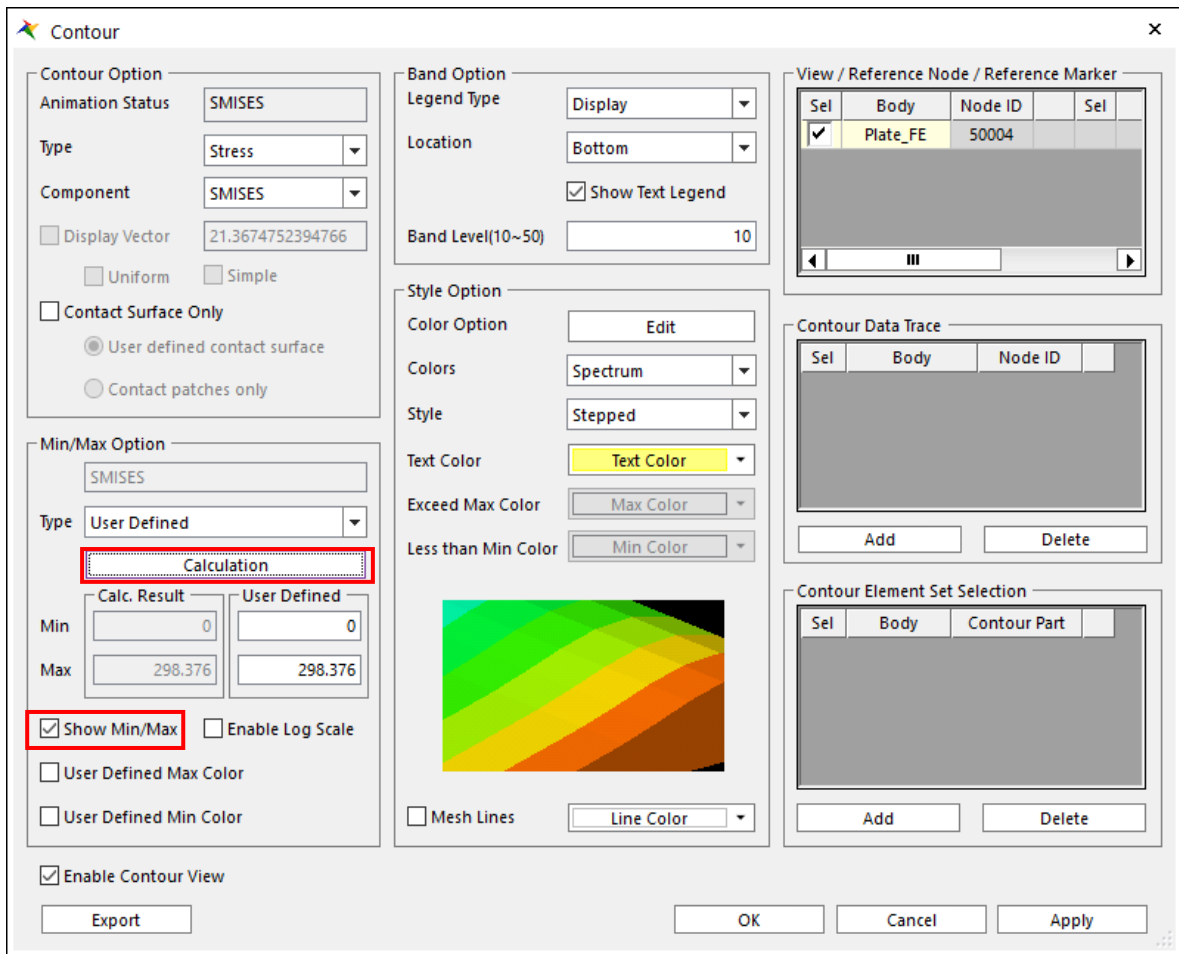 Contour
Contour Option
Animation Status SMISES
Type Stress
Component SMISES
Display Vector 21.3674752394766
Uniform Simple
Contact Surface Only
User defined contact surface
Contact patches only
Min/Max Option
SMISES
Type User Defined
Calculation
Calc. Result User Defined
Min 0 0
Max 298.376 298.376
Show Min/Max Enable Log Scale
User Defined Max Color
User Defined Min Color
Enable Contour View
Export
Band Option
Legend Type Display
Location Bottom
Show Text Legend
Band Level(10~50) 10
Style Option
Color Option Edit
Colors Spectrum
Style Stepped
Text Color Text Color
Exceed Max Color Max Color
Less than Min Color Min Color
Mesh Lines Line Color
View / Reference Node / Reference Marker
Sel Body Node ID Sel
Plate_FE 50004
Contour Data Trace
Sel Body Node ID
Add Delete
Contour Element Set Selection
Sel Body Contour Part
Add Delete
OK Cancel Apply